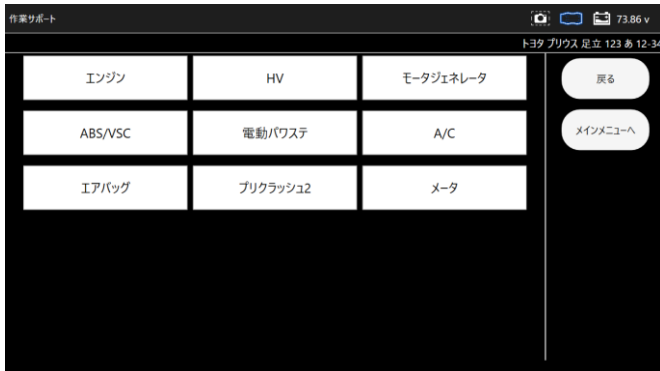 作業サポート
73.86 v
トヨタ プリウス 足立 123 あ 12-34
エンジン
HV
モータジェネレータ
戻る
ABS/VSC
電動パワステ
A/C
メインメニューへ
エアバッグ
プリクラッシュ2
メータ